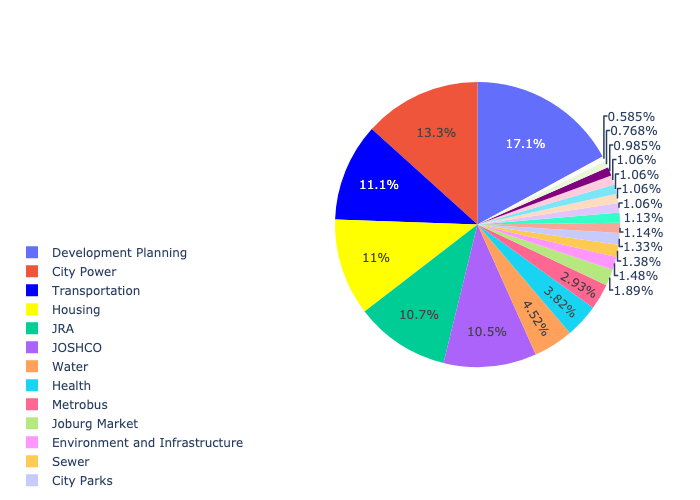 0.585%
0.768%
0.985%
1.06%
1.06%
1.06%
1.06%
1.13%
1.14%
1.33%
1.38%
1.48%
1.89%
17.1%
13.3%
11.1%
11%
10.7%
10.5%
4.52%
3.82%
2.93%
Development Planning
City Power
Transportation
Housing
JRA
JOSHCO
Water
Health
Metrobus
Joburg Market
Environment and Infrastructure
Sewer
City Parks